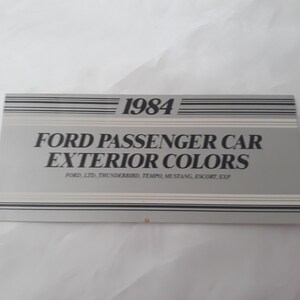 1984
FORD PASSENGER CAR
EXTERIOR COLORS
FORD, LTD, THUNDERBIRD, TEMPO, MUSTANG, ESCORT, EXP